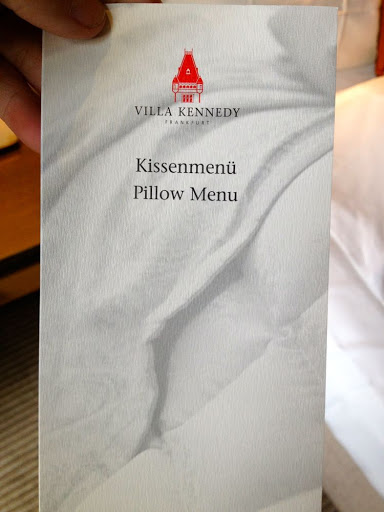 VILLA KENNEDY
FRANKFURT
Kissenmenü
Pillow Menu